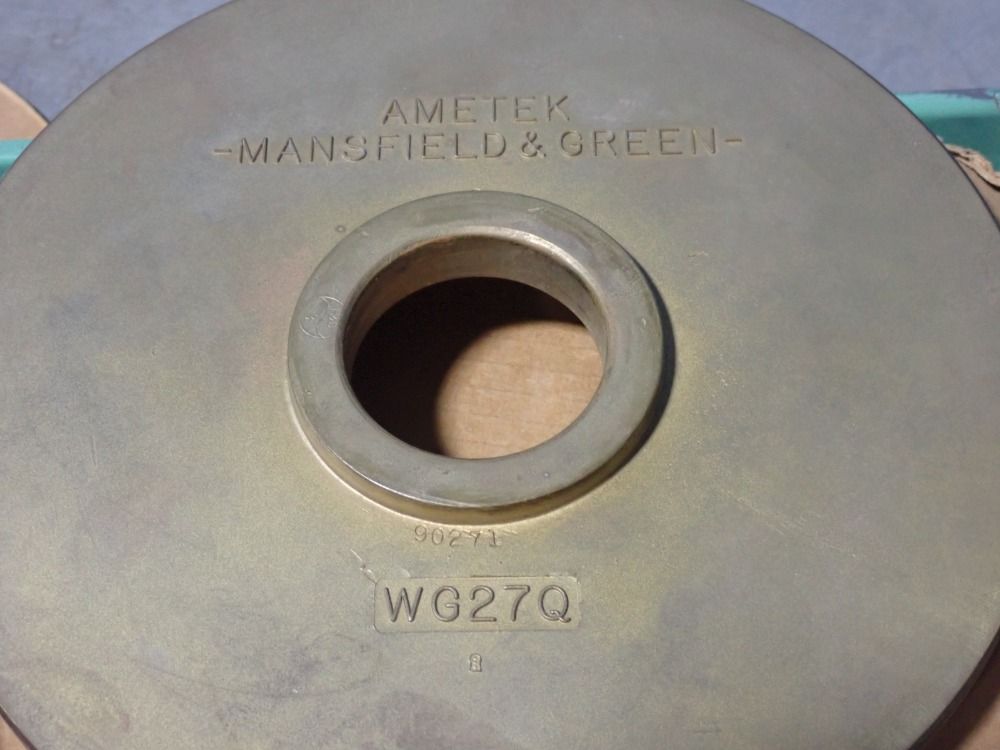 AMETEK
-MANSFIELD & GREEN-
90271
WG27Q